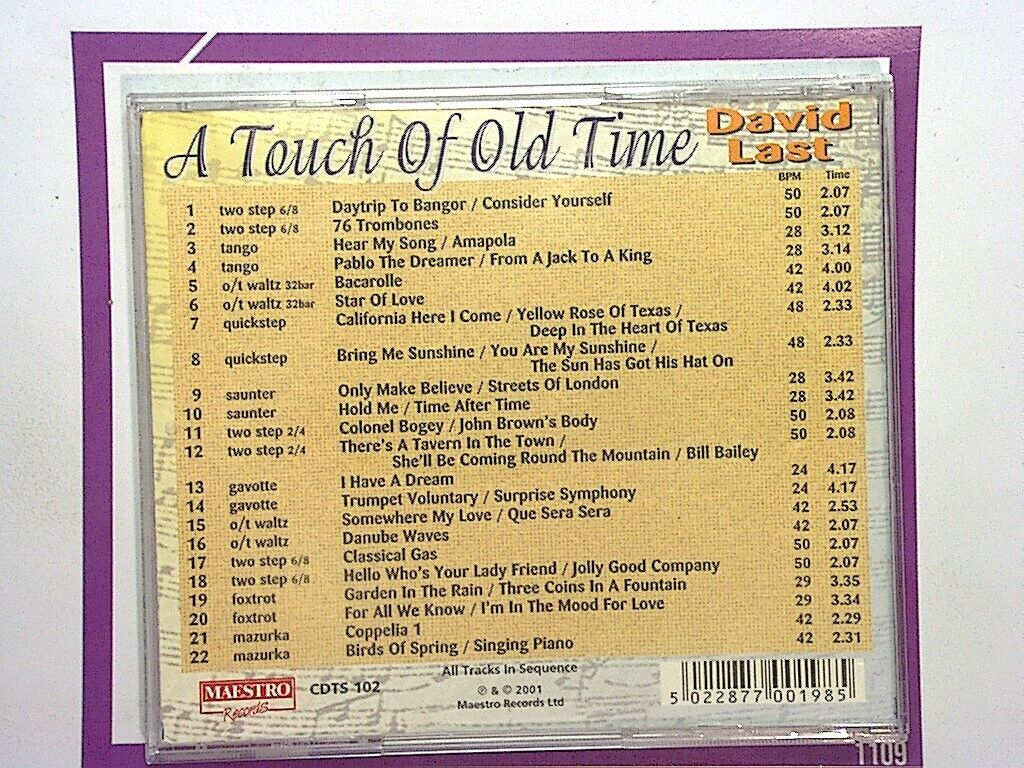 A Touch Of Old Time David Last
BPM Time
1 two step 6/8 Daytrip To Bangor / Consider Yourself 50 2.07
2 two step 6/8 76 Trombones 50 2.07
3 tango Hear My Song / Amapola 28 3.12
4 tango Pablo The Dreamer / From A Jack To A King 28 3.14
5 o/t waltz 32bar Bacarolle 42 4.00
6 o/t waltz 32bar Star Of Love 42 4.02
7 quickstep California Here I Come / Yellow Rose Of Texas / 48 2.33
Deep In The Heart Of Texas
8 quickstep Bring Me Sunshine / You Are My Sunshine / 48 2.33
The Sun Has Got His Hat On
9 saunter Only Make Believe / Streets Of London 28 3.42
10 saunter Hold Me / Time After Time 28 3.42
11 two step 2/4 Colonel Bogey / John Brown's Body 50 2.08
12 two step 2/4 There's A Tavern In The Town / 50 2.08
She'll Be Coming Round The Mountain / Bill Bailey
13 gavotte I Have A Dream 24 4.17
14 gavotte Trumpet Voluntary / Surprise Symphony 24 4.17
15 o/t waltz Somewhere My Love / Que Sera Sera 42 2.53
16 o/t waltz Danube Waves 42 2.07
17 two step 6/8 Classical Gas 50 2.07
18 two step 6/8 Hello Who's Your Lady Friend / Jolly Good Company 50 2.07
19 foxtrot Garden In The Rain / Three Coins In A Fountain 29 3.35
20 foxtrot For All We Know / I'm In The Mood For Love 29 3.34
21 mazurka Coppelia 1 42 2.29
22 mazurka Birds Of Spring / Singing Piano 42 2.31
All Tracks In Sequence
MAESTRO
Records
CDTS 102
℗ & © 2001
Maestro Records Ltd
5 022877 001985
1109